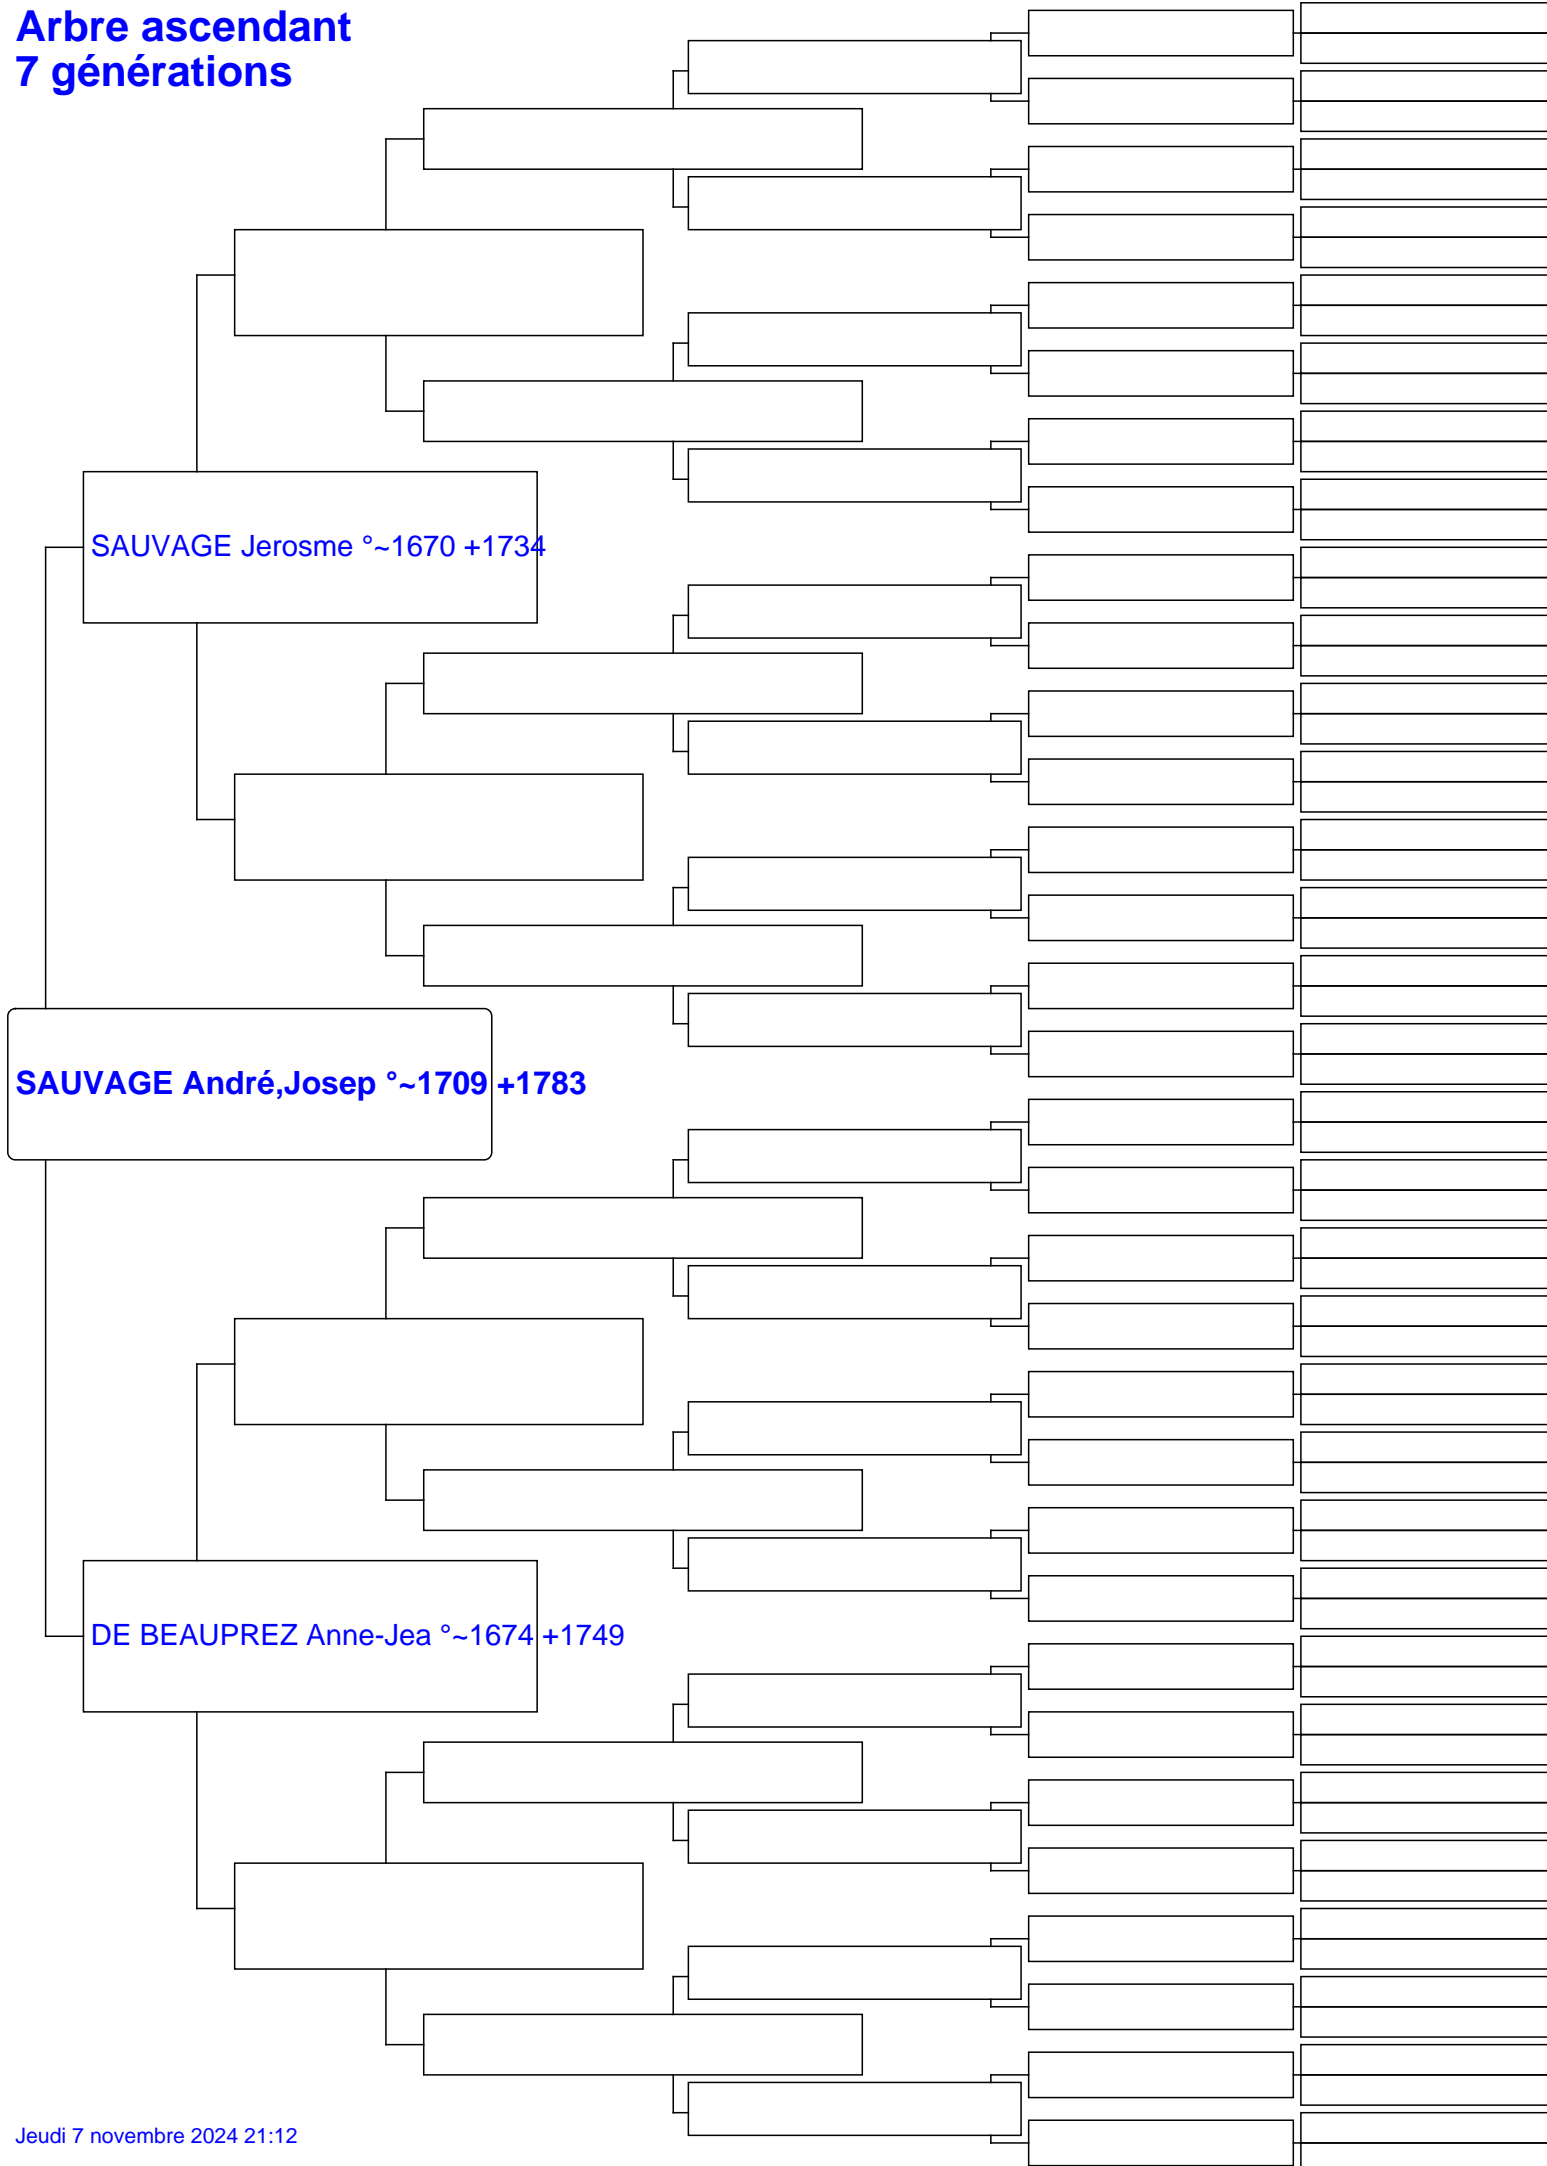 Arbre ascendant
7 générations
SAUVAGE Jerosme °~1670 +1734
SAUVAGE André,Josep °~1709 +1783
DE BEAUPREZ Anne-Jea °~1674 +1749
Jeudi 7 novembre 2024 21:12